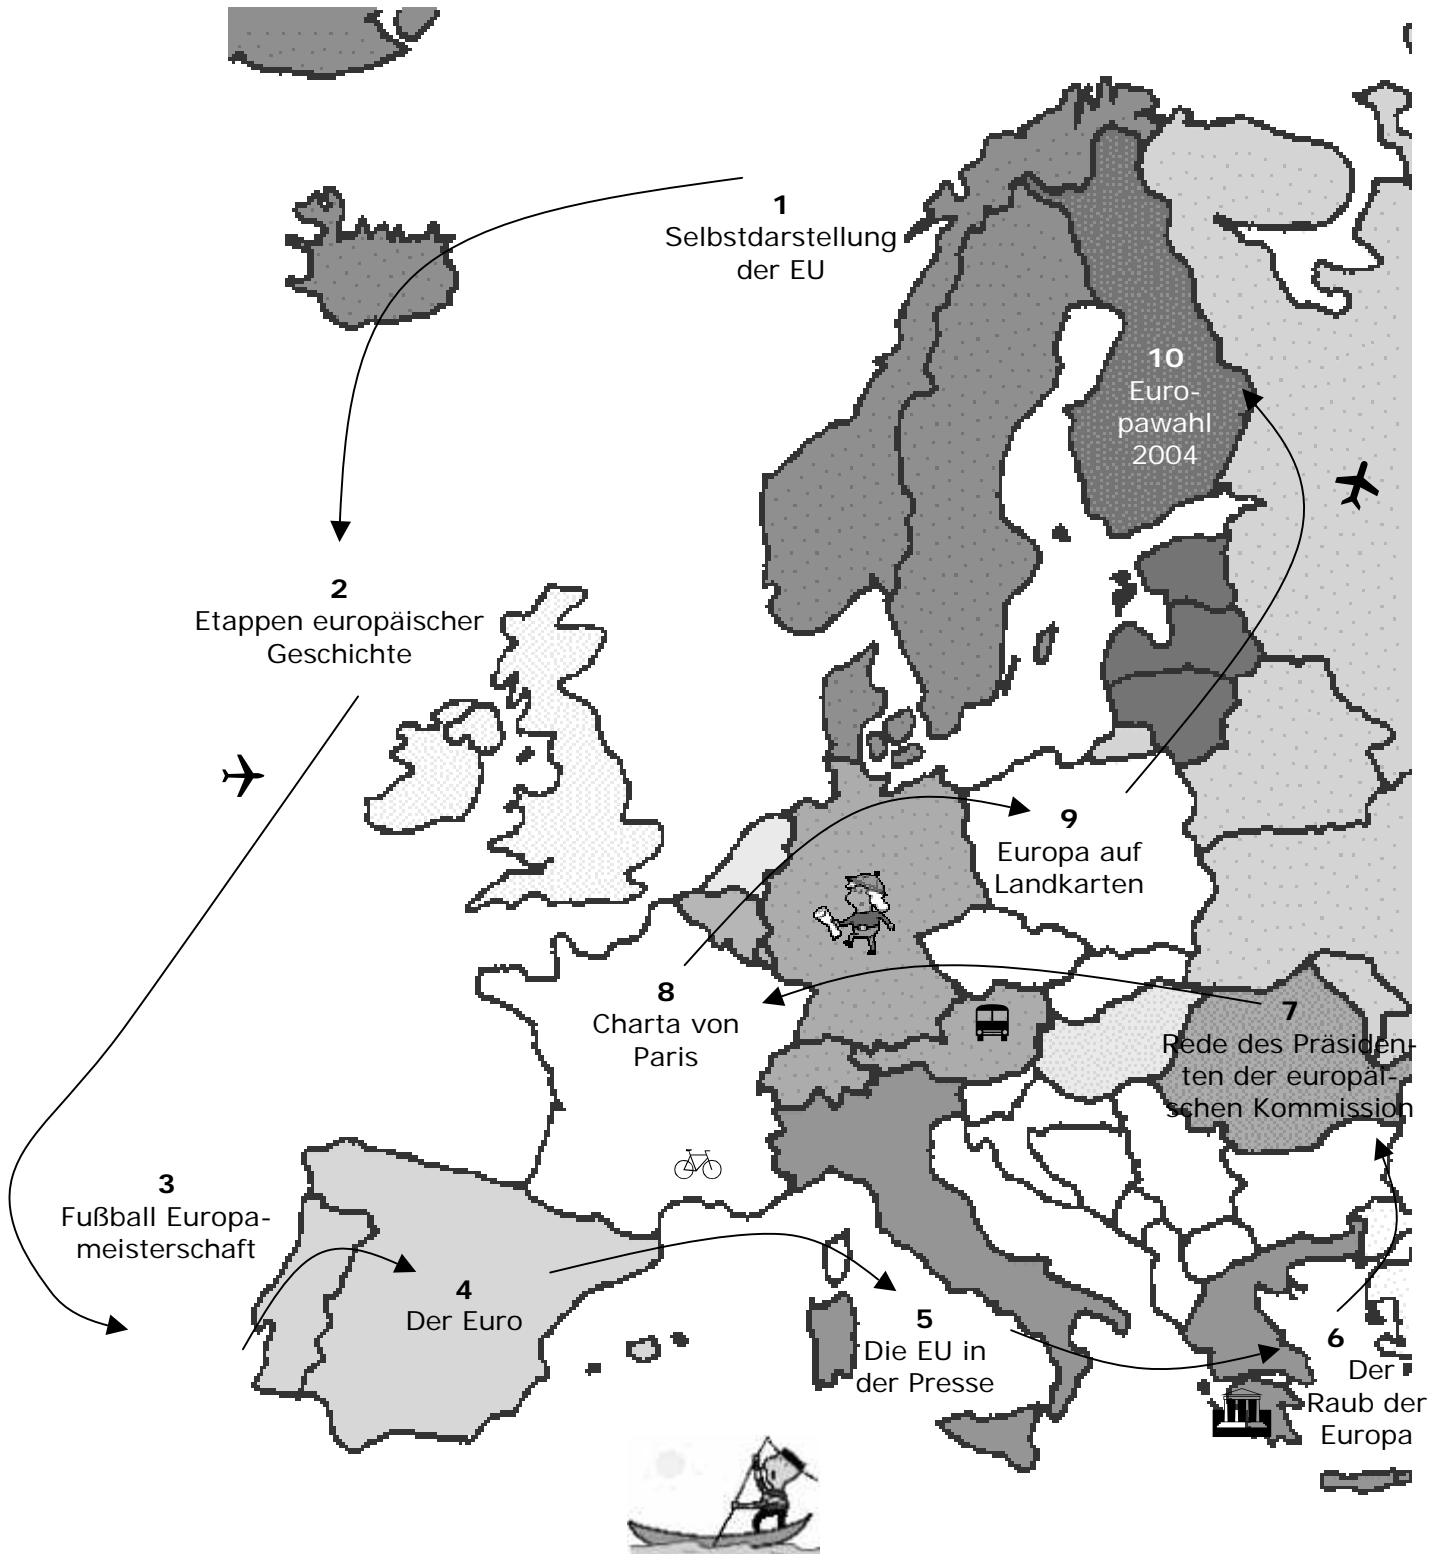 1
Selbstdarstellung
der EU
2
Etappen europäischer
Geschichte
3
Fußball Europa-
meisterschaft
4
Der Euro
5
Die EU in
der Presse
6
Der
Raub der
Europa
7
Rede des Präsiden-
ten der europäi-
schen Kommission
8
Charta von
Paris
9
Europa auf
Landkarten
10
Euro-
pawahl
2004